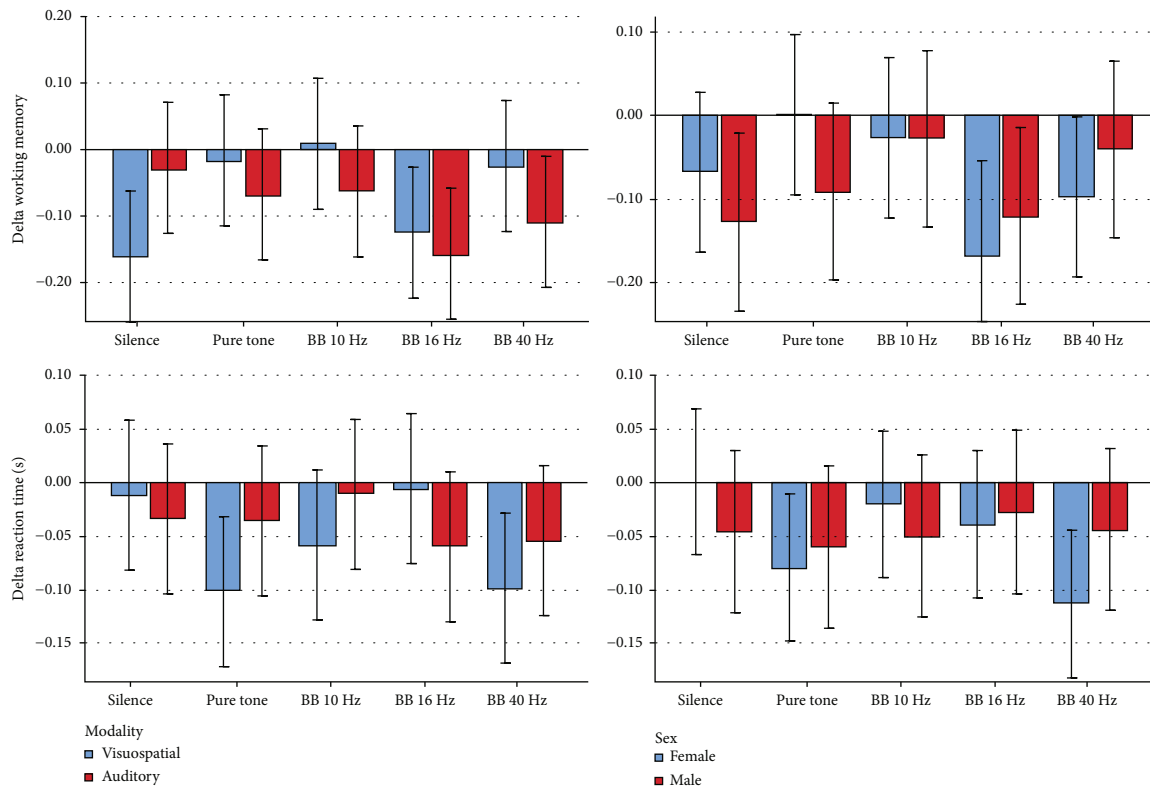 Delta working memory
0.20
0.10
0.00
−0.10
−0.20
Silence
Pure tone
BB 10 Hz
BB 16 Hz
BB 40 Hz
0.10
0.00
−0.10
−0.20
Silence
Pure tone
BB 10 Hz
BB 16 Hz
BB 40 Hz
Delta reaction time (s)
0.10
0.05
0.00
−0.05
−0.10
−0.15
Silence
Pure tone
BB 10 Hz
BB 16 Hz
BB 40 Hz
Modality
Visuospatial
Auditory
0.10
0.05
0.00
−0.05
−0.10
−0.15
Silence
Pure tone
BB 10 Hz
BB 16 Hz
BB 40 Hz
Sex
Female
Male